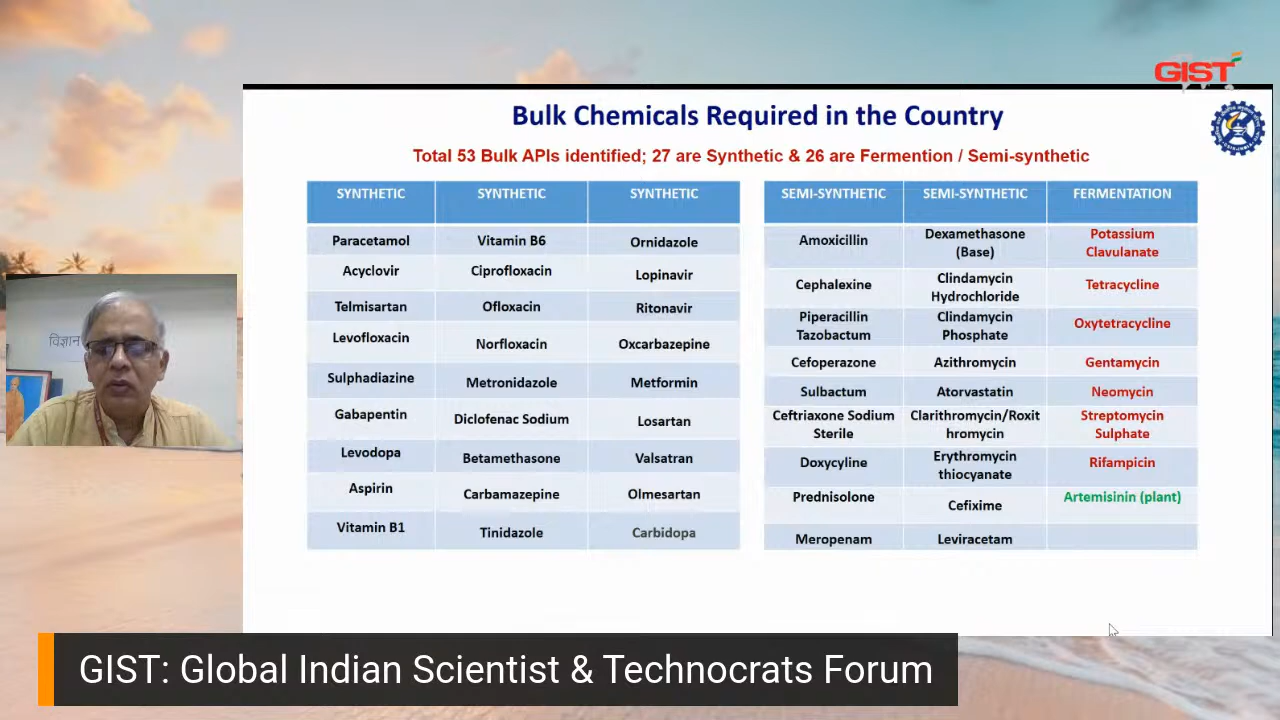 GIST
Bulk Chemicals Required in the Country
Total 53 Bulk APIs identified; 27 are Synthetic & 26 are Fermention / Semi-synthetic
SYNTHETIC SYNTHETIC SYNTHETIC
Paracetamol Vitamin B6 Ornidazole
Acyclovir Ciprofloxacin Lopinavir
Telmisartan Ofloxacin Ritonavir
Levofloxacin Norfloxacin Oxcarbazepine
Sulphadiazine Metronidazole Metformin
Gabapentin Diclofenac Sodium Losartan
Levodopa Betamethasone Valsatran
Aspirin Carbamazepine Olmesartan
Vitamin B1 Tinidazole Carbidopa
SEMI-SYNTHETIC SEMI-SYNTHETIC FERMENTATION
Amoxicillin Dexamethasone (Base) Potassium Clavulanate
Cephalexine Clindamycin Hydrochloride Tetracycline
Piperacillin Tazobactum Clindamycin Phosphate Oxytetracycline
Cefoperazone Azithromycin Gentamycin
Sulbactum Atorvastatin Neomycin
Ceftriaxone Sodium Sterile Clarithromycin/Roxit hromycin Streptomycin Sulphate
Doxycyline Erythromycin thiocyanate Rifampicin
Prednisolone Cefixime Artemisinin (plant)
Meropenam Leviracetam
विज्ञान
GIST: Global Indian Scientist & Technocrats Forum